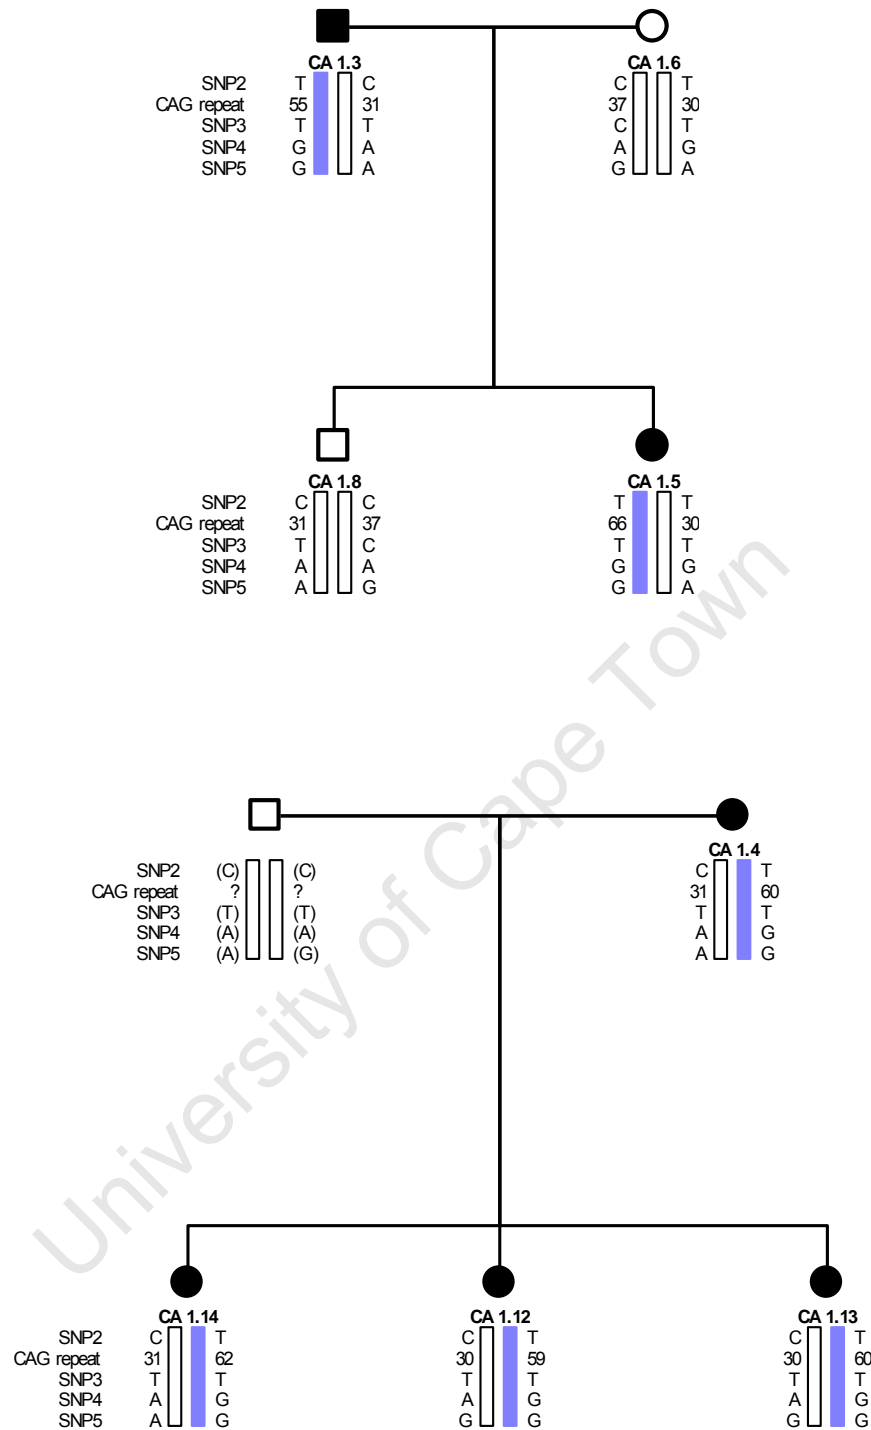 CA 1.3 CA 1.6
SNP2 T C C T
CAG repeat 55 31 37 30
SNP3 T T C T
SNP4 G A A G
SNP5 G A G A
CA 1.8 CA 1.5
SNP2 C C T T
CAG repeat 31 37 66 30
SNP3 T C T T
SNP4 A A G G
SNP5 A G G A
University of Cape Town
CA 1.4
SNP2 (C) (C) C T
CAG repeat ? ? 31 60
SNP3 (T) (T) T T
SNP4 (A) (A) A G
SNP5 (A) (G) A G
CA 1.14 CA 1.12 CA 1.13
SNP2 C T C T C T
CAG repeat 31 62 30 59 30 60
SNP3 T T T T T T
SNP4 A G A G A G
SNP5 A G G G G G